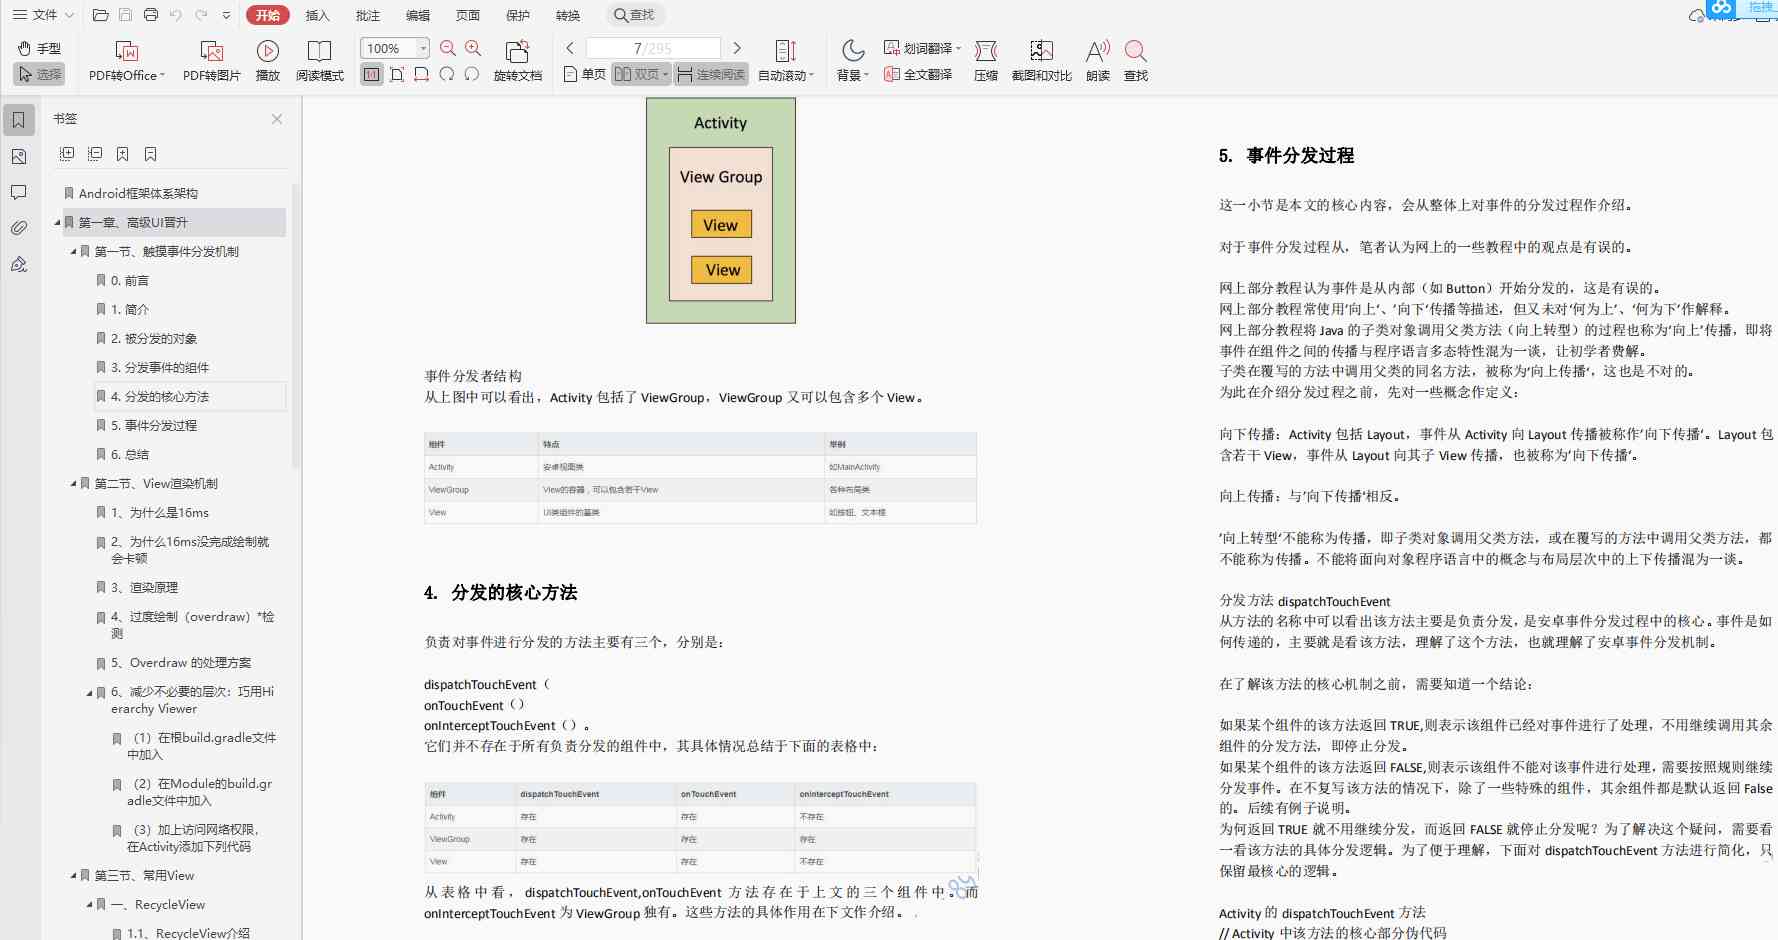 文件
开始
插入
批注
编辑
页面
保护
转换
查找
拖拽
手型
选择
PDF转Office
PDF转图片
播放
阅读模式
100%
旋转文档
7/295
单页
双页
连续阅读
自动滚动
背景
划词翻译
全文翻译
压缩
截图和对比
朗读
查找
书签
Android框架体系架构
第一章、高级UI晋升
第一节、触摸事件分发机制
0. 前言
1. 简介
2. 被分发的对象
3. 分发事件的组件
4. 分发的核心方法
5. 事件分发过程
6. 总结
第二节、View渲染机制
1、为什么是16ms
2、为什么16ms没完成绘制就
会卡顿
3、渲染原理
4、过度绘制（overdraw）*检
测
5、Overdraw 的处理方案
6、减少不必要的层次：巧用Hi
erarchy Viewer
（1）在根build.gradle文件
中加入
（2）在Module的build.gr
adle文件中加入
（3）加上访问网络权限，
在Activity添加下列代码
第三节、常用View
一、RecycleView
1.1、RecycleView介绍
Activity
View Group
View
View
事件分发者结构
从上图中可以看出，Activity 包括了 ViewGroup，ViewGroup 又可以包含多个 View。
组件 特点 举例
Activity 安卓视图类 如MainActivity
ViewGroup View的容器，可以包含若干View 各种布局类
View UI类组件的基类 如按钮、文本框
4. 分发的核心方法
负责对事件进行分发的方法主要有三个，分别是：
dispatchTouchEvent（
onTouchEvent（）
onInterceptTouchEvent（）。
它们并不存在于所有负责分发的组件中，其具体情况总结于下面的表格中：
组件 dispatchTouchEvent onTouchEvent onInterceptTouchEvent
Activity 存在 存在 不存在
ViewGroup 存在 存在 存在
View 存在 存在 不存在
从表格中看，dispatchTouchEvent,onTouchEvent 方法存在于上文的三个组件中。而
onInterceptTouchEvent 为 ViewGroup 独有。这些方法的具体作用在下文作介绍。
5. 事件分发过程
这一小节是本文的核心内容，会从整体上对事件的分发过程作介绍。
对于事件分发过程从，笔者认为网上的一些教程中的观点是有误的。
网上部分教程认为事件是从内部（如 Button）开始分发的，这是有误的。
网上部分教程常使用‘向上‘、’向下‘传播等描述，但又未对‘何为上’、‘何为下’作解释。
网上部分教程将 Java 的子类对象调用父类方法（向上转型）的过程也称为’向上‘传播，即将
事件在组件之间的传播与程序语言多态特性混为一谈，让初学者费解。
子类在覆写的方法中调用父类的同名方法，被称为’向上传播‘，这也是不对的。
为此在介绍分发过程之前，先对一些概念作定义：
向下传播：Activity 包括 Layout，事件从 Activity 向 Layout 传播被称作’向下传播‘。Layout 包
含若干 View，事件从 Layout 向其子 View 传播，也被称为’向下传播‘。
向上传播：与’向下传播‘相反。
’向上转型‘不能称为传播，即子类对象调用父类方法，或在覆写的方法中调用父类方法，都
不能称为传播。不能将面向对象程序语言中的概念与布局层次中的上下传播混为一谈。
分发方法 dispatchTouchEvent
从方法的名称中可以看出该方法主要是负责分发，是安卓事件分发过程中的核心。事件是如
何传递的，主要就是看该方法，理解了这个方法，也就理解了安卓事件分发机制。
在了解该方法的核心机制之前，需要知道一个结论：
如果某个组件的该方法返回 TRUE,则表示该组件已经对事件进行了处理，不用继续调用其余
组件的分发方法，即停止分发。
如果某个组件的该方法返回 FALSE,则表示该组件不能对该事件进行处理，需要按照规则继续
分发事件。在不复写该方法的情况下，除了一些特殊的组件，其余组件都是默认返回 False
的。后续有例子说明。
为何返回 TRUE 就不用继续分发，而返回 FALSE 就停止分发呢？为了解决这个疑问，需要看
一看该方法的具体分发逻辑。为了便于理解，下面对 dispatchTouchEvent 方法进行简化，只
保留最核心的逻辑。
Activity 的 dispatchTouchEvent 方法
// Activity 中该方法的核心部分伪代码